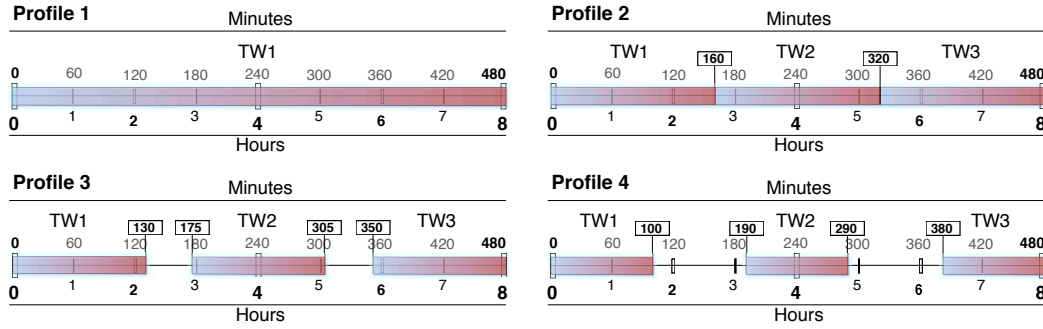 Profile 1
Minutes
TW1
0 60 120 180 240 300 360 420 480
0 1 2 3 4 5 6 7 8
Hours
Profile 2
Minutes
TW1 TW2 TW3
160 320
0 60 120 180 240 300 360 420 480
0 1 2 3 4 5 6 7 8
Hours
Profile 3
Minutes
TW1 TW2 TW3
130 175 305 350
0 60 120 180 240 300 360 420 480
0 1 2 3 4 5 6 7 8
Hours
Profile 4
Minutes
TW1 TW2 TW3
100 190 290 380
0 60 120 180 240 300 360 420 480
0 1 2 3 4 5 6 7 8
Hours